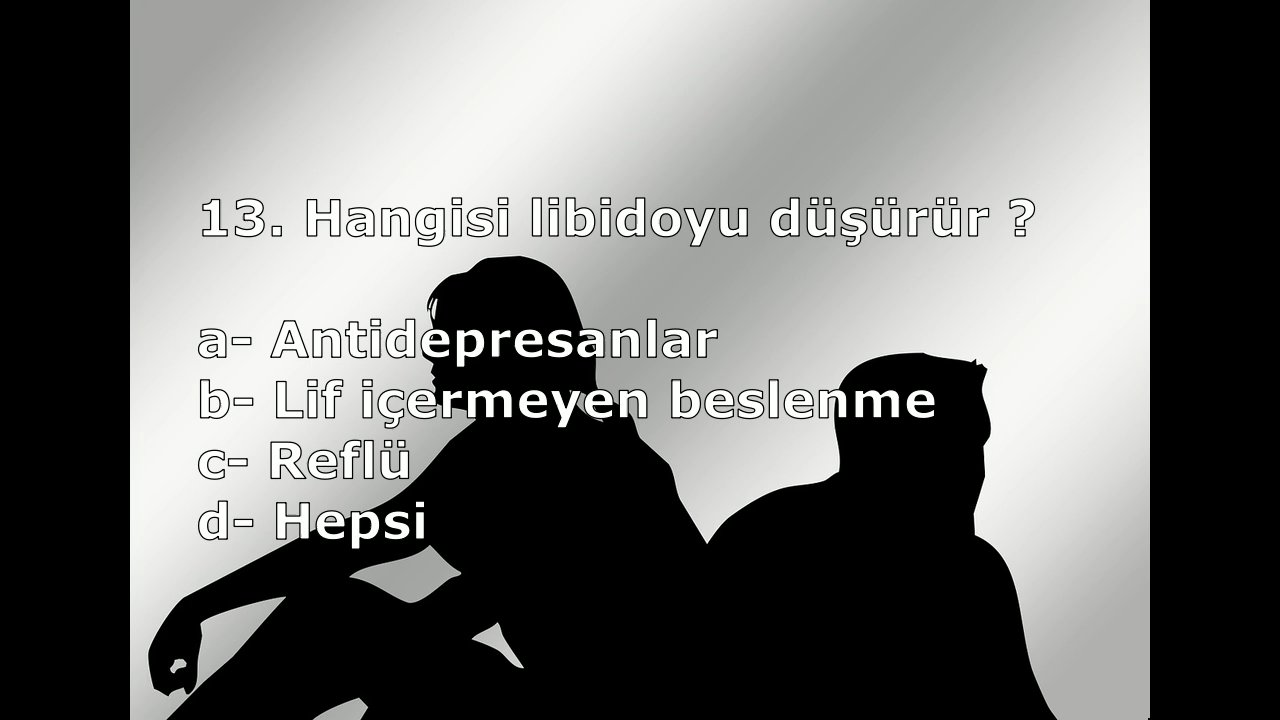 13. Hangisi libidoyu düşürür ?
a- Antidepresanlar
b- Lif içermeyen beslenme
c- Reflü
d- Hepsi